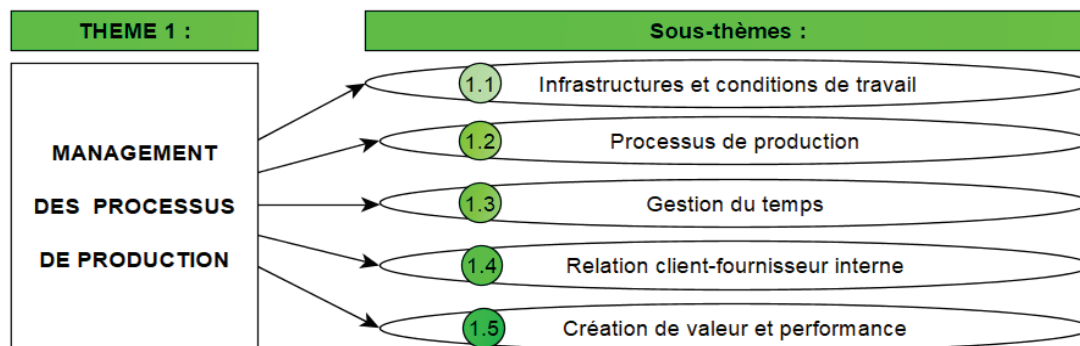 THEME 1 :
Sous-thèmes :
MANAGEMENT
DES PROCESSUS
DE PRODUCTION
1.1 Infrastructures et conditions de travail
1.2 Processus de production
1.3 Gestion du temps
1.4 Relation client-fournisseur interne
1.5 Création de valeur et performance